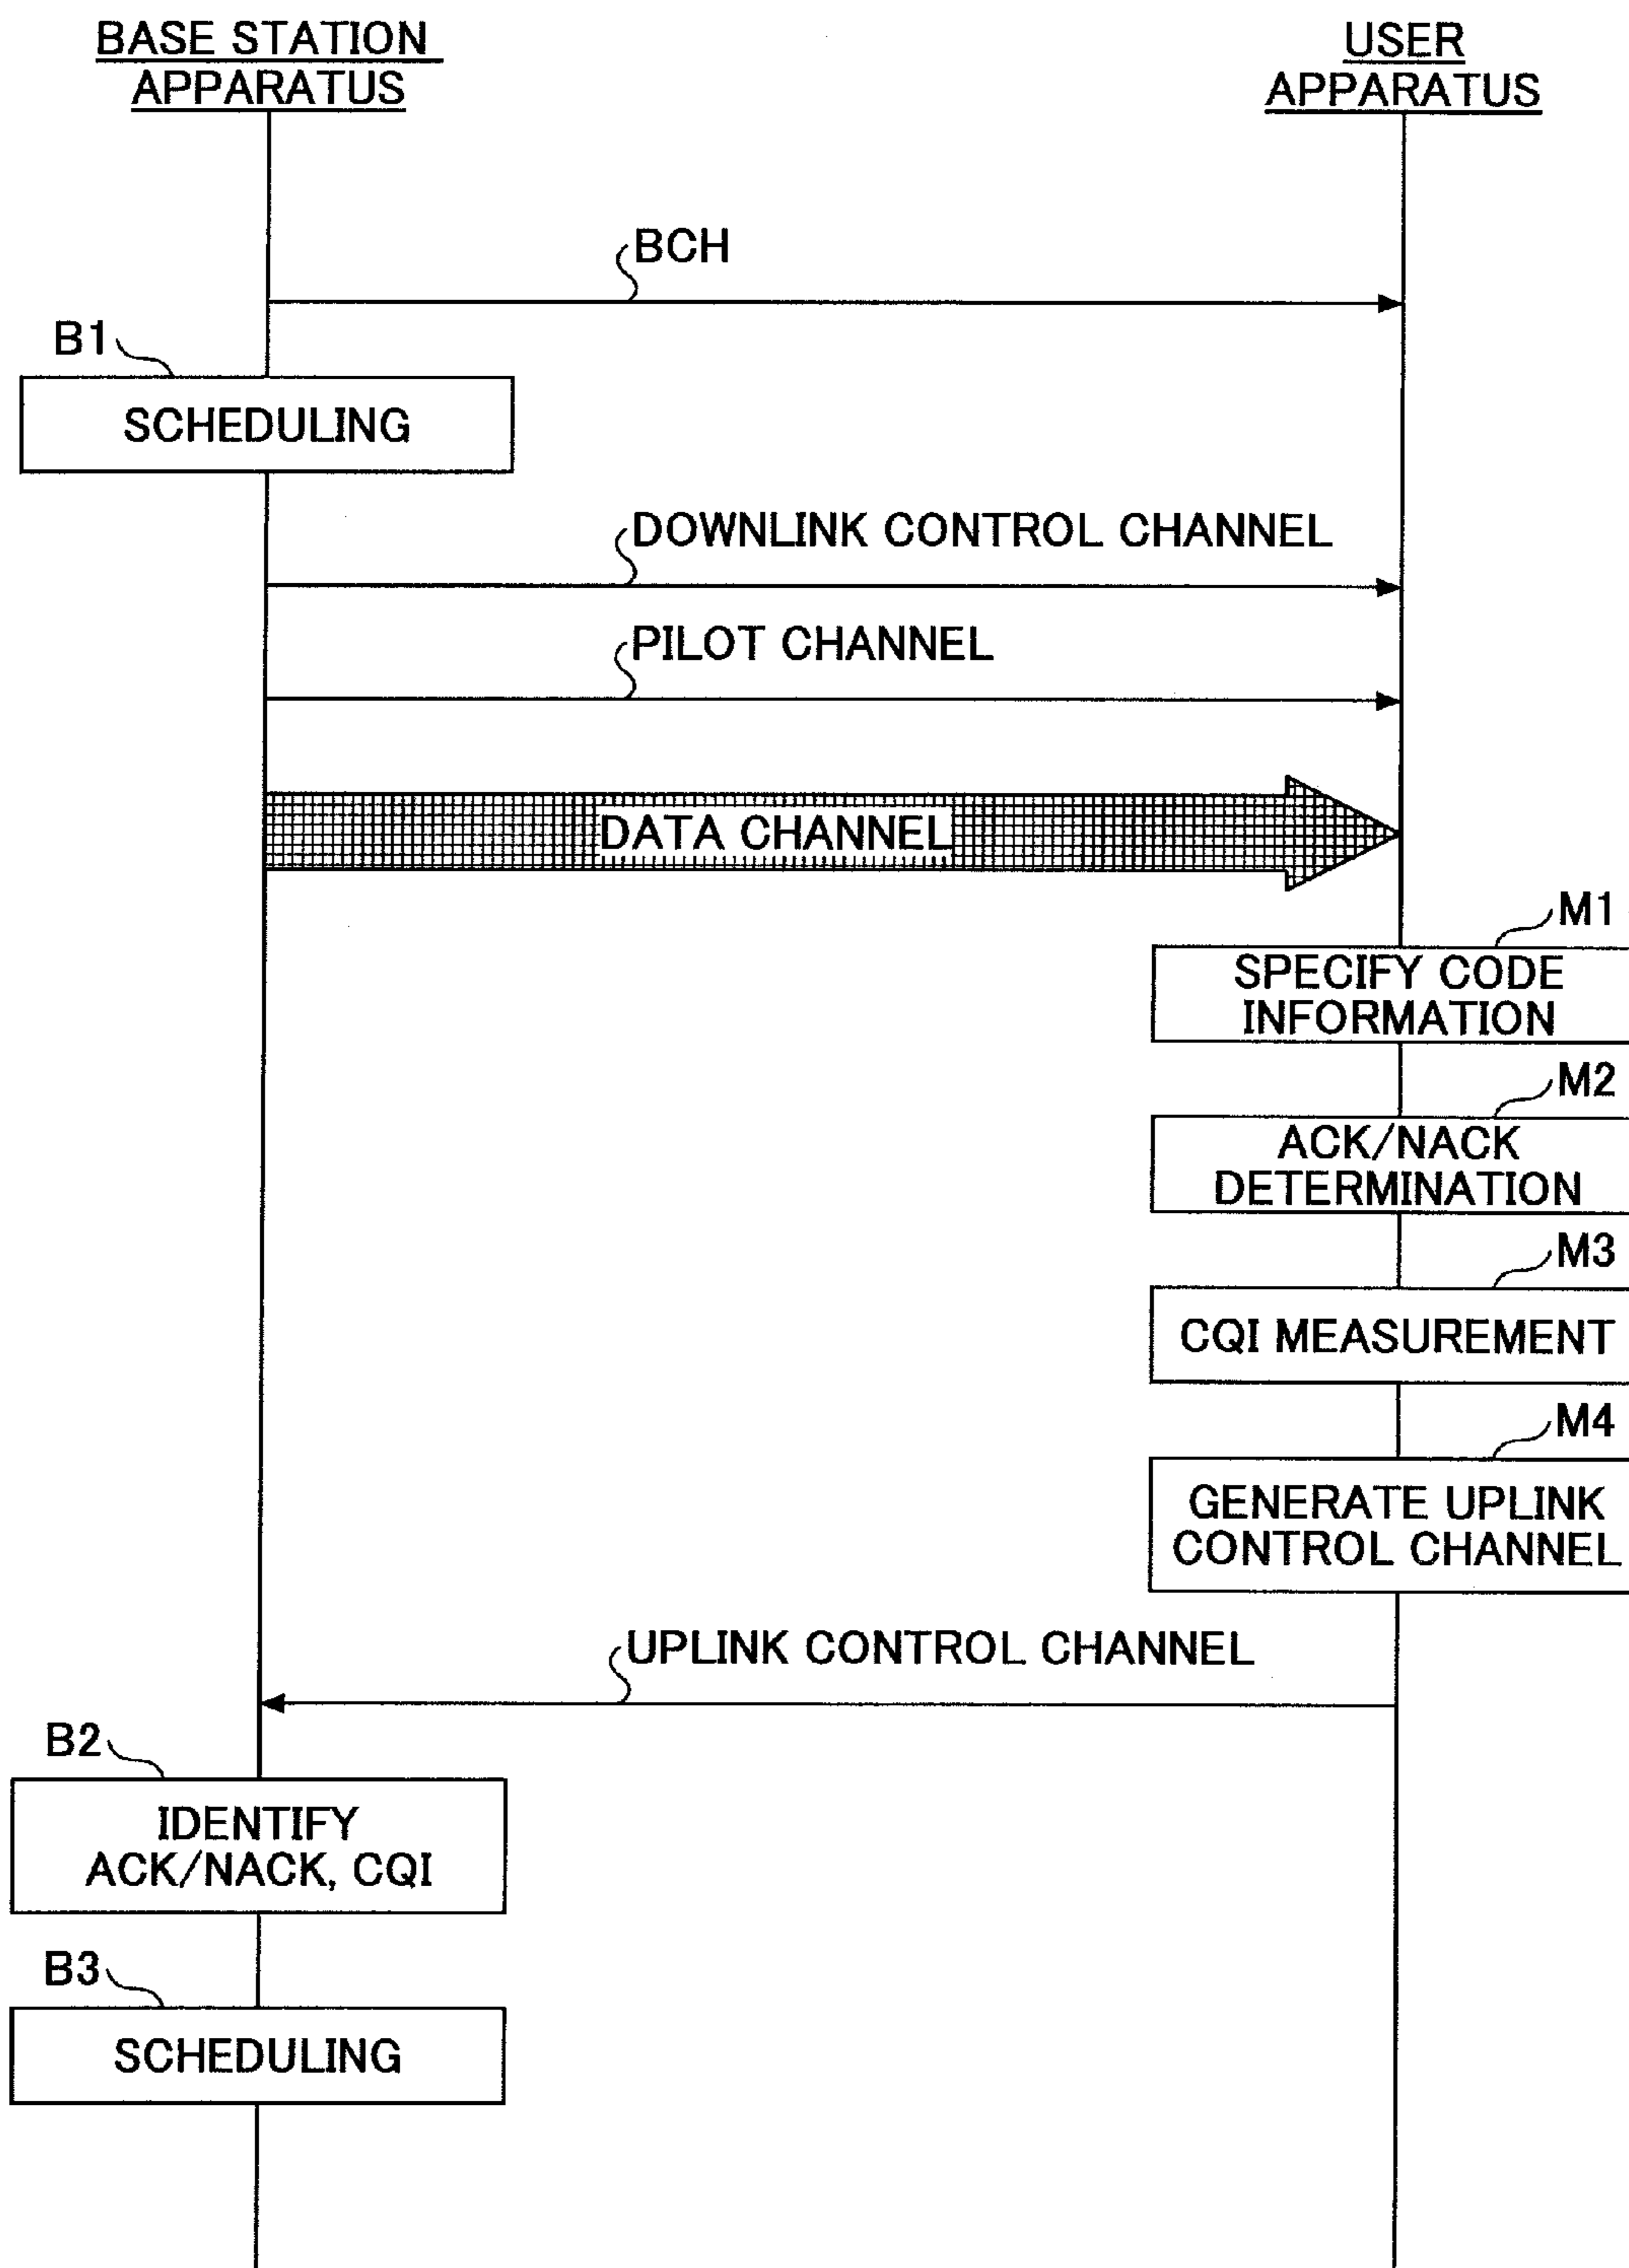 BASE STATION
APPARATUS
USER
APPARATUS
BCH
B1
SCHEDULING
DOWNLINK CONTROL CHANNEL
PILOT CHANNEL
DATA CHANNEL
M1
SPECIFY CODE
INFORMATION
M2
ACK/NACK
DETERMINATION
M3
CQI MEASUREMENT
M4
GENERATE UPLINK
CONTROL CHANNEL
UPLINK CONTROL CHANNEL
B2
IDENTIFY
ACK/NACK, CQI
B3
SCHEDULING